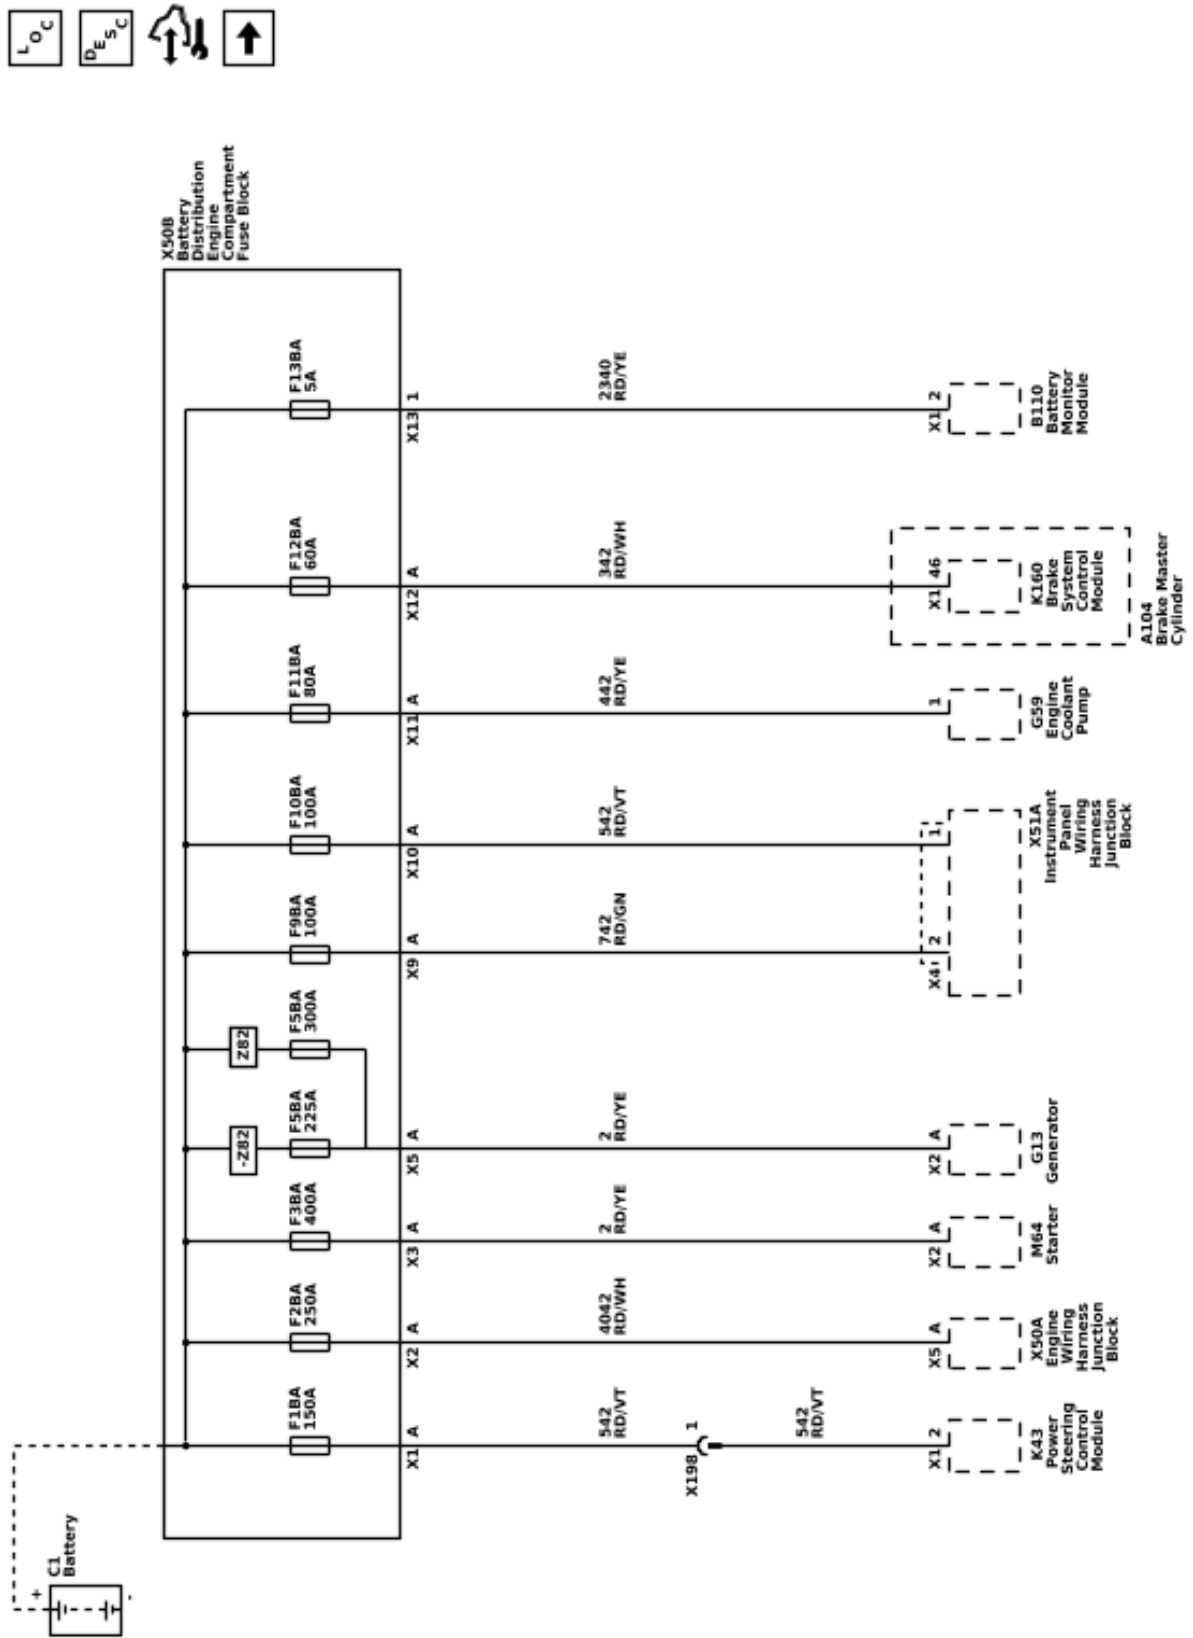 LOC
DESC
C1
Battery
+
-
X50B
Battery
Distribution
Engine
Compartment
Fuse Block
F1BA
150A
F2BA
250A
F3BA
400A
-Z82
F5BA
225A
Z82
F5BA
300A
F9BA
100A
F10BA
100A
F11BA
80A
F12BA
60A
F13BA
5A
X1 A
X2 A
X3 A
X5 A
X9 A
X10 A
X11 A
X12 A
X13 1
542
RD/VT
4042
RD/WH
2
RD/YE
2
RD/YE
742
RD/GN
542
RD/VT
442
RD/YE
342
RD/WH
2340
RD/YE
X198 1
542
RD/VT
X1 2
X5 A
X2 A
X2 A
X4 2
1
1
X1 46
X1 2
K43
Power
Steering
Control
Module
X50A
Engine
Wiring
Harness
Junction
Block
M64
Starter
G13
Generator
X51A
Instrument
Panel
Wiring
Harness
Junction
Block
G59
Engine
Coolant
Pump
K160
Brake
System
Control
Module
A104
Brake Master
Cylinder
B110
Battery
Monitor
Module